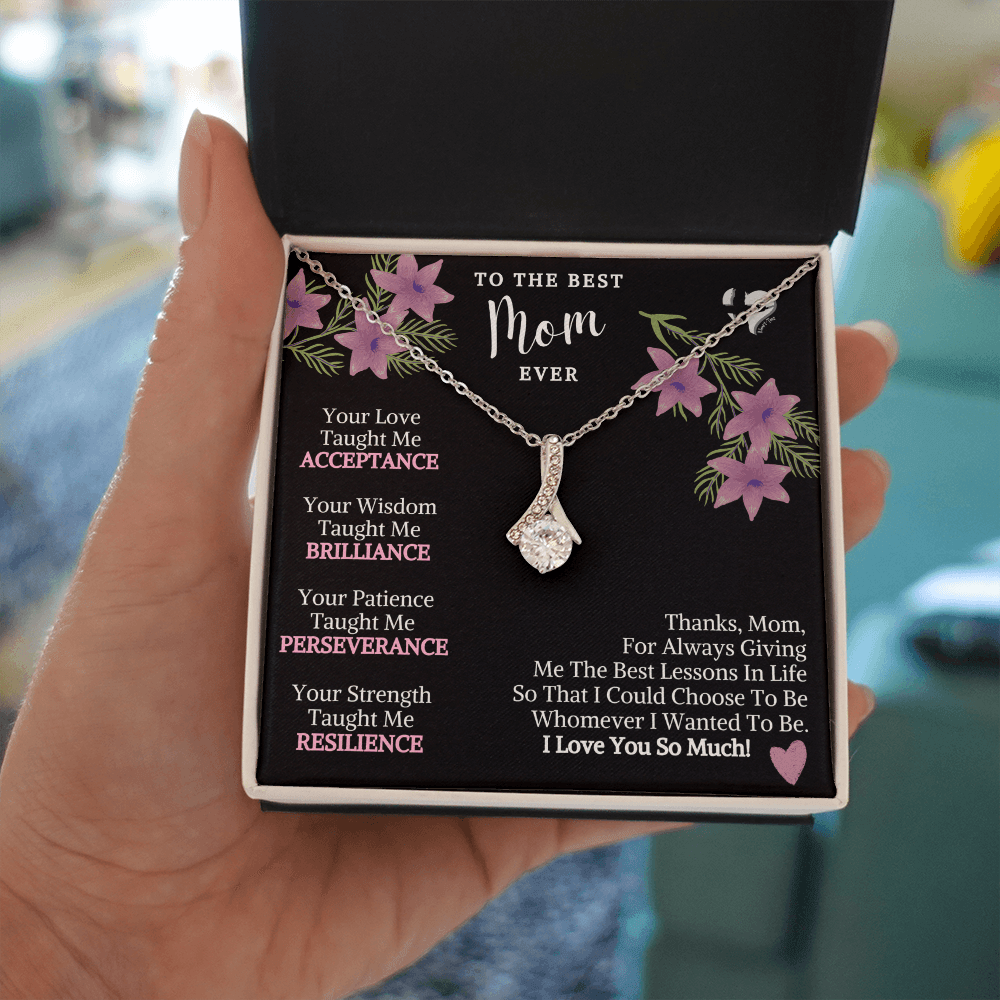 TO THE BEST
Mom
EVER
Your Love
Taught Me
ACCEPTANCE
Your Wisdom
Taught Me
BRILLIANCE
Your Patience
Taught Me
PERSEVERANCE
Your Strength
Taught Me
RESILIENCE
Thanks, Mom,
For Always Giving
Me The Best Lessons In Life
So That I Could Choose To Be
Whomever I Wanted To Be.
I Love You So Much!